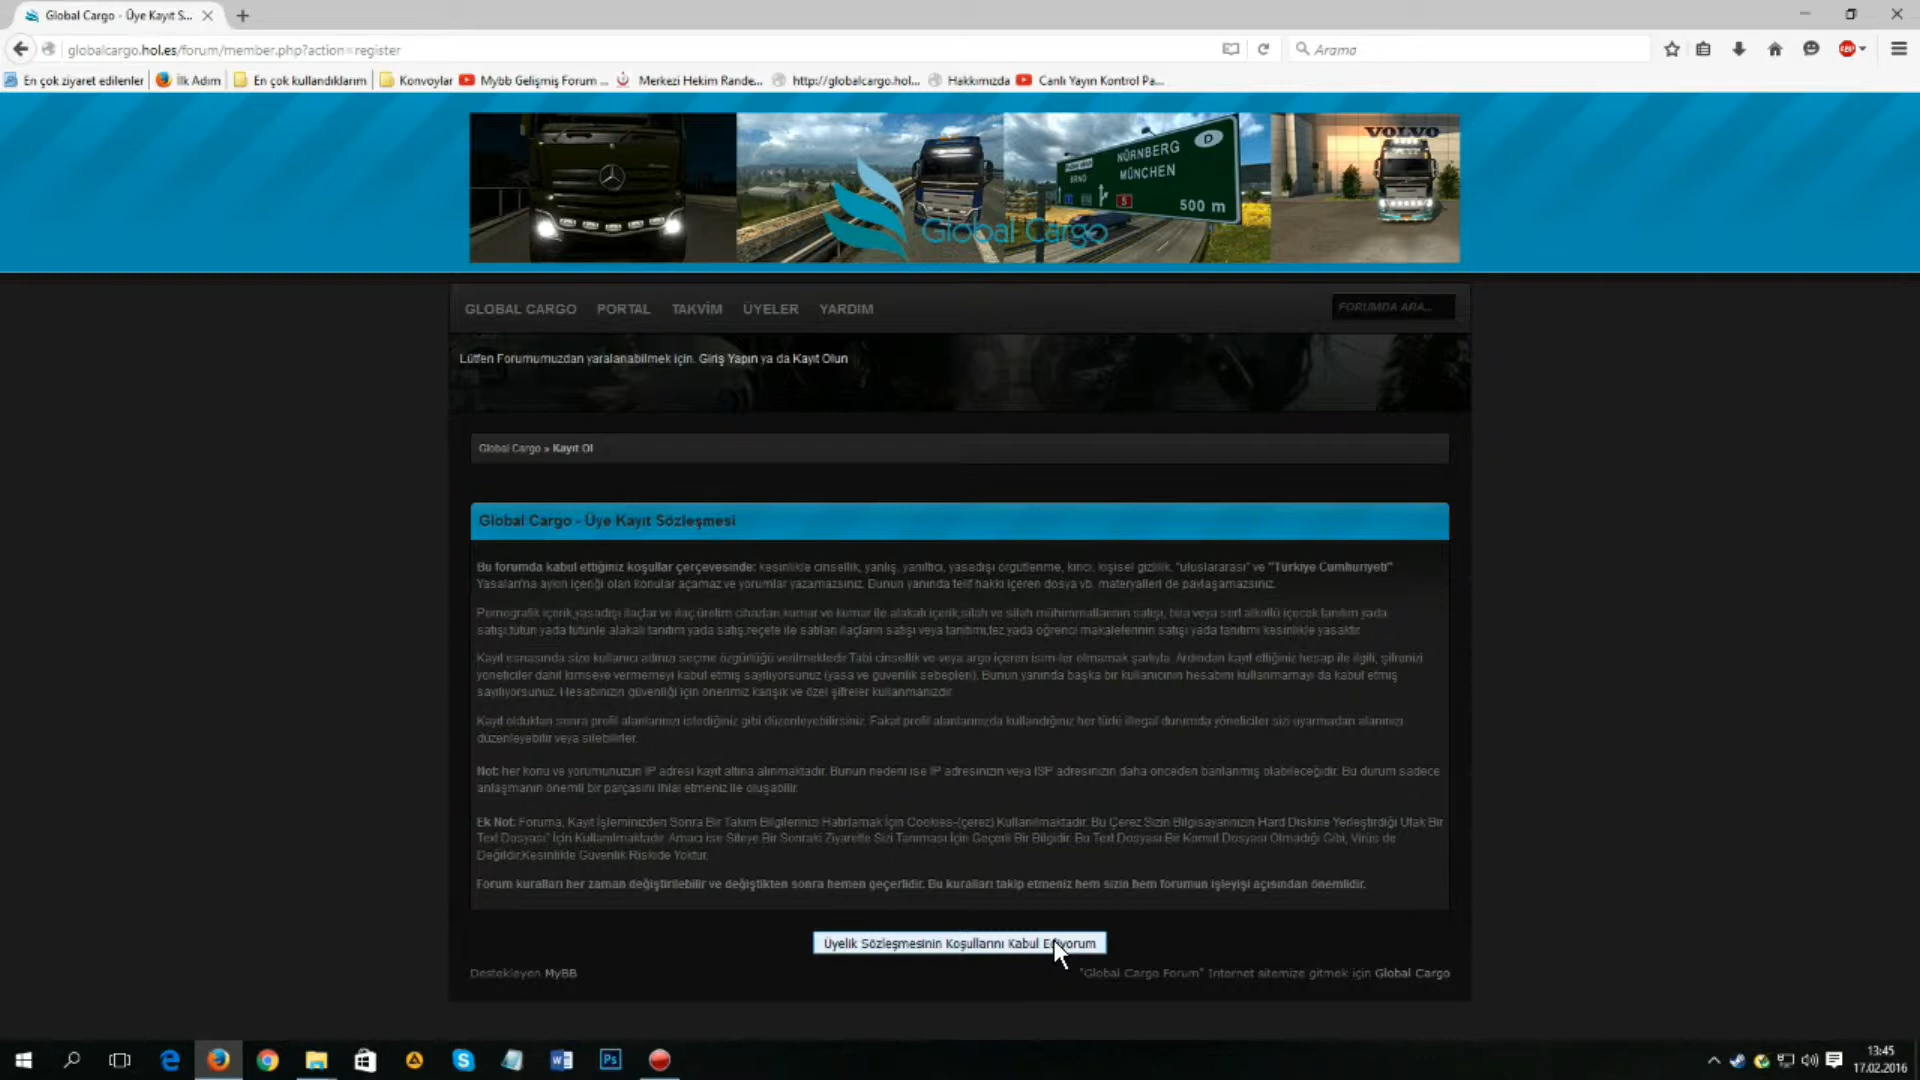 Global Cargo - Üye Kayıt S...
globalcargo.hol.es/forum/member.php?action=register
Arama
En çok ziyaret edilenler
İlk Adım
En çok kullandıklarım
Konvoylar
Mybb Gelişmiş Forum ...
Merkezi Hekim Rande...
http://globalcargo.hol...
Hakkımızda
Canlı Yayın Kontrol Pa...
VOLVO
P
NÜRNBERG
MÜNCHEN
BRNO
5
500 m
Global Cargo
GLOBAL CARGO PORTAL TAKVİM ÜYELER YARDIM
FORUMDA ARA...
Lütfen Forumumuzdan yaralanabilmek için. Giriş Yapın ya da Kayıt Olun
Global Cargo » Kayıt Ol
Global Cargo - Üye Kayıt Sözleşmesi
Bu forumda kabul ettiğiniz koşullar çerçevesinde: kesinlikle cinsellik, yanlış, yanıltıcı, yasadışı örgütlenme, kırıcı, kişisel gizlilik, "uluslararası" ve "Türkiye Cumhuriyeti"
Yasaları'na aykırı içeriği olan konular açamaz ve yorumlar yazamazsınız. Bunun yanında telif hakkı içeren dosya vb. materyalleri de paylaşamazsınız.
Pornografik içerik,yasadışı ilaçlar ve ilaç üretim cihazları,kumar ve kumar ile alakalı içerik,silah ve silah mühimmatlarının satışı, bira veya sert alkollü içecek tanıtım yada
satışı,tütün yada tütünle alakalı tanıtım yada satış,reçete ile satılan ilaçların satışı veya tanıtımı,tez yada öğrenci makalelerinin satışı yada tanıtımı kesinlikle yasaktır.
Kayıt esnasında size kullanıcı adınızı seçme özgürlüğü verilmektedir.Tabi cinsellik ve veya argo içeren isim-ler olmamak şartıyla. Ardından kayıt ettiğiniz hesap ile ilgili, şifrenizi
yöneticiler dahil kimseye vermemeyi kabul etmiş sayılıyorsunuz (yasa ve güvenlik sebepleri). Bunun yanında başka bir kullanıcının hesabını kullanmamayı da kabul etmiş
sayılıyorsunuz. Hesabınızın güvenliği için önerimiz karışık ve özel şifreler kullanmanızdır.
Kayıt olduktan sonra profil alanlarınızı istediğiniz gibi düzenleyebilirsiniz. Fakat profil alanlarınızda kullandığınız her türlü illegal durumda yöneticiler sizi uyarmadan alanınızı
düzenleyebilir veya silebilirler.
Not: her konu ve yorumunuzun IP adresi kayıt altına alınmaktadır. Bunun nedeni ise IP adresinizin veya ISP adresinizin daha önceden banlanmış olabileceğidir. Bu durum sadece
anlaşmanın önemli bir parçasını ihlal etmeniz ile oluşabilir.
Ek Not: Foruma, Kayıt İşleminizden Sonra Bir Takım Bilgilerinizi Hatırlamak İçin Cookies-(çerez) Kullanılmaktadır. Bu Çerez Sizin Bilgisayarınızın Hard Diskine Yerleştirdiği Ufak Bir
Text Dosyası" İçin Kullanılmaktadır. Amacı ise Siteye Bir Sonraki Ziyarette Sizi Tanıması İçin Geçerli Bir Bilgidir. Bu Text Dosyası Bir Komut Dosyası Olmadığı Gibi, Virüs de
Değildir.Kesinlikle Güvenlik Riskide Yoktur.
Forum kuralları her zaman değiştirilebilir ve değiştikten sonra hemen geçerlidir. Bu kuralları takip etmeniz hem sizin hem forumun işleyişi açısından önemlidir.
Üyelik Sözleşmesinin Koşullarını Kabul Ediyorum
Destekleyen MyBB
"Global Cargo Forum" Internet sitemize gitmek için Global Cargo
13:45
17.02.2016